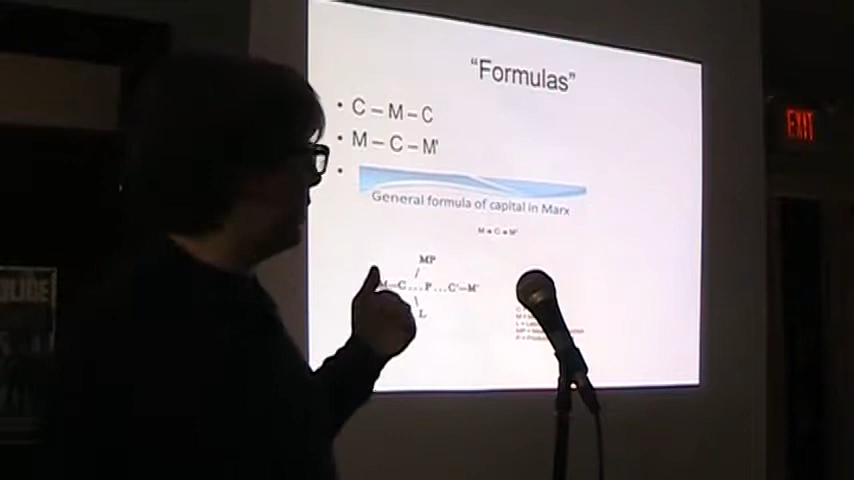 "Formulas"
• C – M – C
• M – C – M'
•
General formula of capital in Marx
M • C • M'
MP
/
M—C...P...C'—M'
\
L
EXIT